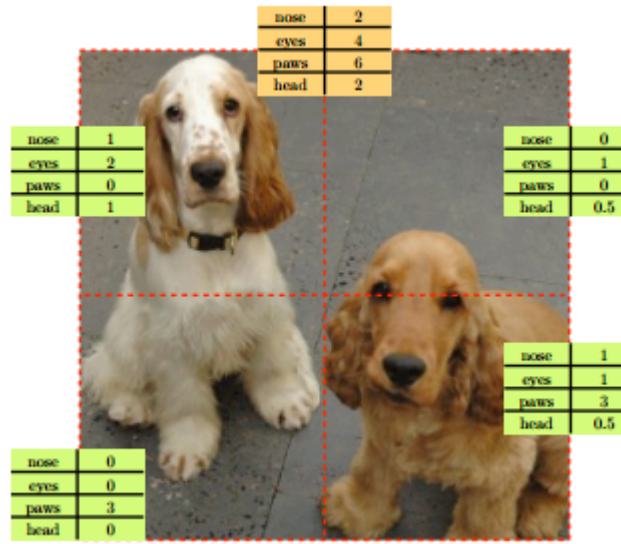 nose 2
eyes 4
paws 6
head 2
nose 1
eyes 2
paws 0
head 1
nose 0
eyes 1
paws 0
head 0.5
nose 1
eyes 1
paws 3
head 0.5
nose 0
eyes 0
paws 3
head 0